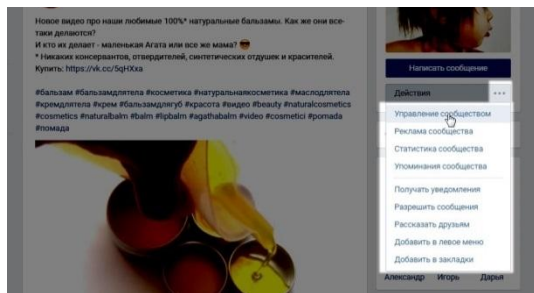 Новое видео про наши любимые 100%* натуральные бальзамы. Как же они все-
таки делаются?
И кто их делает - маленькая Агата или все же мама? 😎
* Никаких консервантов, отвердителей, синтетических отдушек и красителей.
Купить: https://vk.cc/5qHXxa
#бальзам #бальзамдлятела #косметика #натуральнаякосметика #маслодлятела
#кремдлятела #крем #бальзамдлягуб #красота #видео #beauty #naturalcosmetics
#cosmetics #naturalbalm #balm #lipbalm #agathabalm #video #cosmetici #pomada
#помада
Написать сообщение
Действия
Управление сообществом
Реклама сообщества
Статистика сообщества
Упоминания сообщества
Получать уведомления
Разрешить сообщения
Рассказать друзьям
Добавить в левое меню
Добавить в закладки
Александр Игорь Дарья